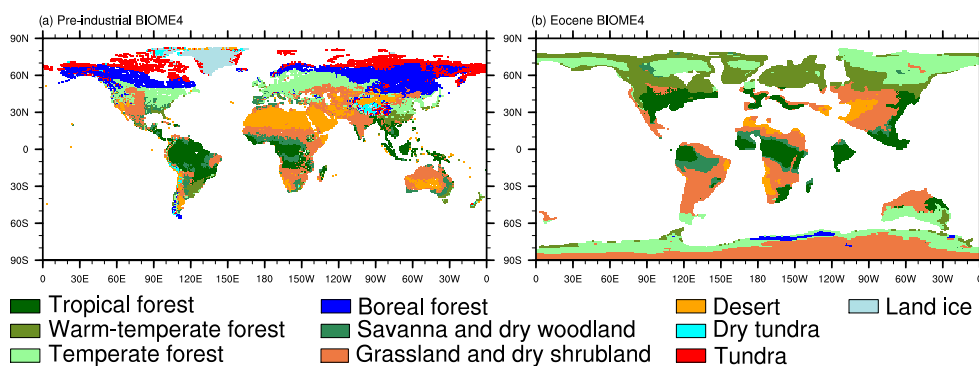 (a) Pre-industrial BIOME4
(b) Eocene BIOME4
90N
60N
30N
0
30S
60S
90S
0 30E 60E 90E 120E 150E 180 150W 120W 90W 60W 30W 0
90N
60N
30N
0
30S
60S
90S
30E 60E 90E 120E 150E 180 150W 120W 90W 60W 30W
Tropical forest
Warm-temperate forest
Temperate forest
Boreal forest
Savanna and dry woodland
Grassland and dry shrubland
Desert
Dry tundra
Tundra
Land ice